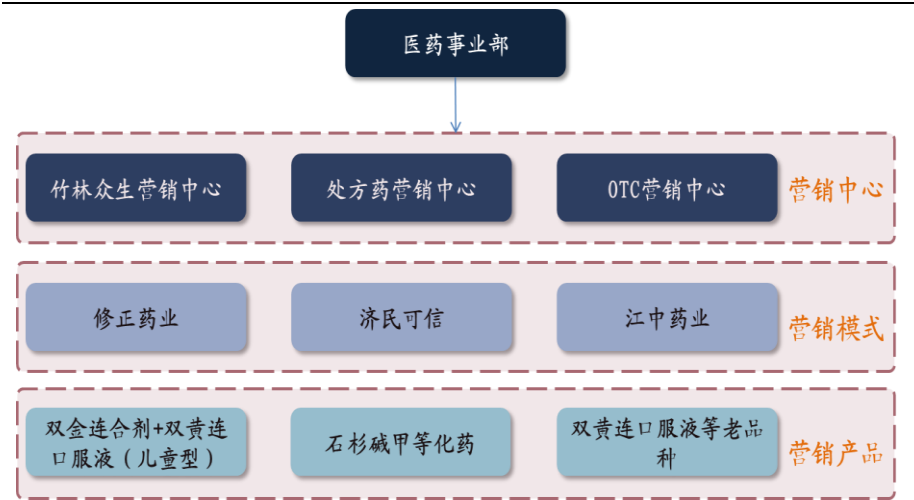 医药事业部
竹林众生营销中心
处方药营销中心
OTC营销中心
营销中心
修正药业
济民可信
江中药业
营销模式
双金连合剂+双黄连
口服液（儿童型）
石杉碱甲等化药
双黄连口服液等老品
种
营销产品